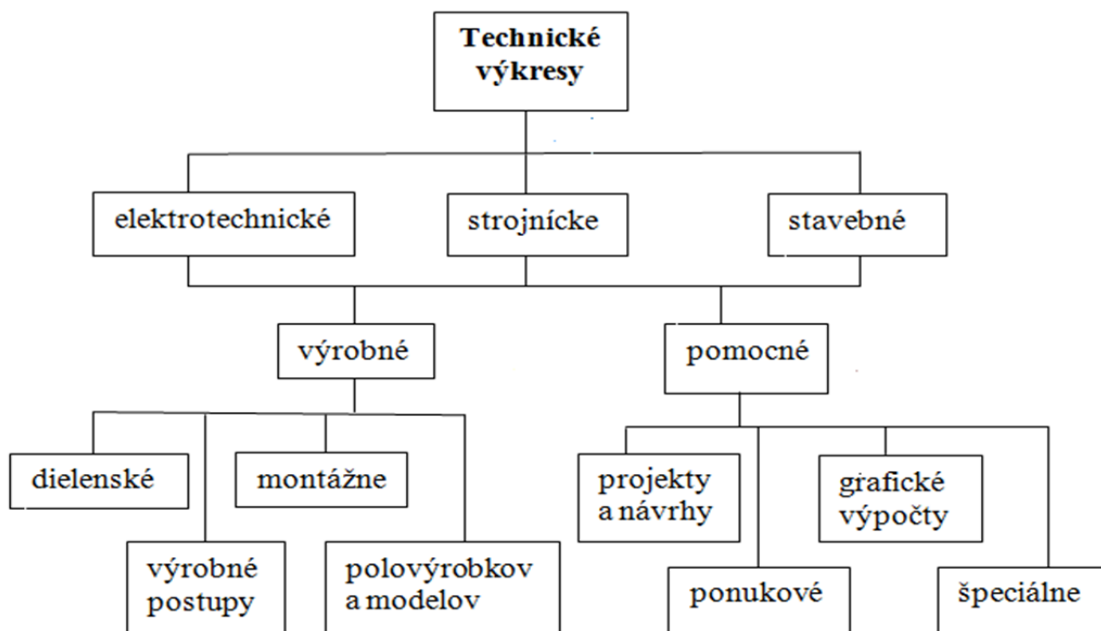 Technické
výkresy
elektrotechnické
strojnícke
stavebné
výrobné
pomocné
dielenské
montážne
projekty
a návrhy
grafické
výpočty
výrobné
postupy
polovýrobkov
a modelov
ponukové
špeciálne